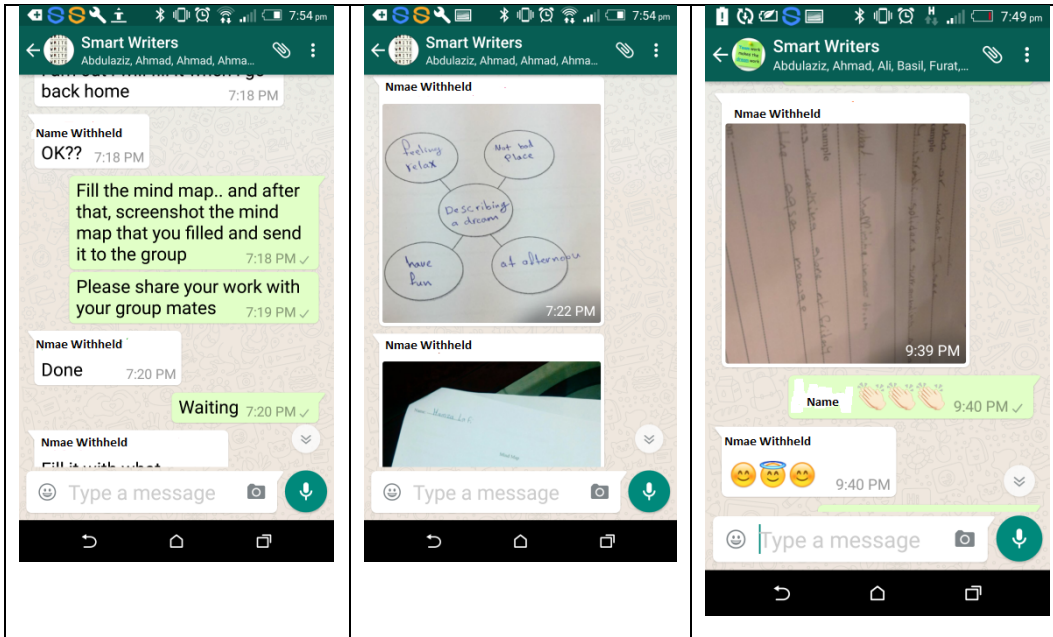 7:54 pm
Smart Writers
Abdulaziz, Ahmad, Ahmad, Ahma...
back home
7:18 PM
Name Withheld
OK?? 7:18 PM
Fill the mind map.. and after
that, screenshot the mind
map that you filled and send
it to the group
7:18 PM
Please share your work with
your group mates
7:19 PM
Nmae Withheld
Done
7:20 PM
Waiting 7:20 PM
Nmae Withheld
Fill it with what
Type a message
7:54 pm
Smart Writers
Abdulaziz, Ahmad, Ahmad, Ahma...
Nmae Withheld
feeling
relax
Not bad
Place
Describing
a dream
have
fun
at afternoon
7:22 PM
Nmae Withheld
Type a message
H
7:49 pm
Smart Writers
Abdulaziz, Ahmad, Ali, Basil, Furat,...
Nmae Withheld
9:39 PM
Name 👏🏻👏🏻👏🏻 9:40 PM
Nmae Withheld
😊😇😊 9:40 PM
Type a message